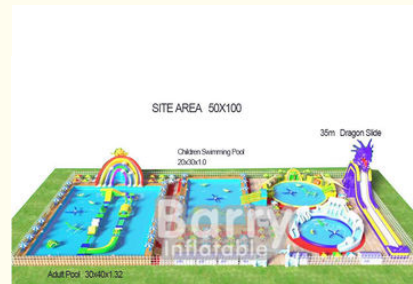 SITE AREA 50X100
35m Dragon Slide
Children Swimming Pool
20x30x1.0
Barry
Inflatable
Adult Pool 30x40x1.32